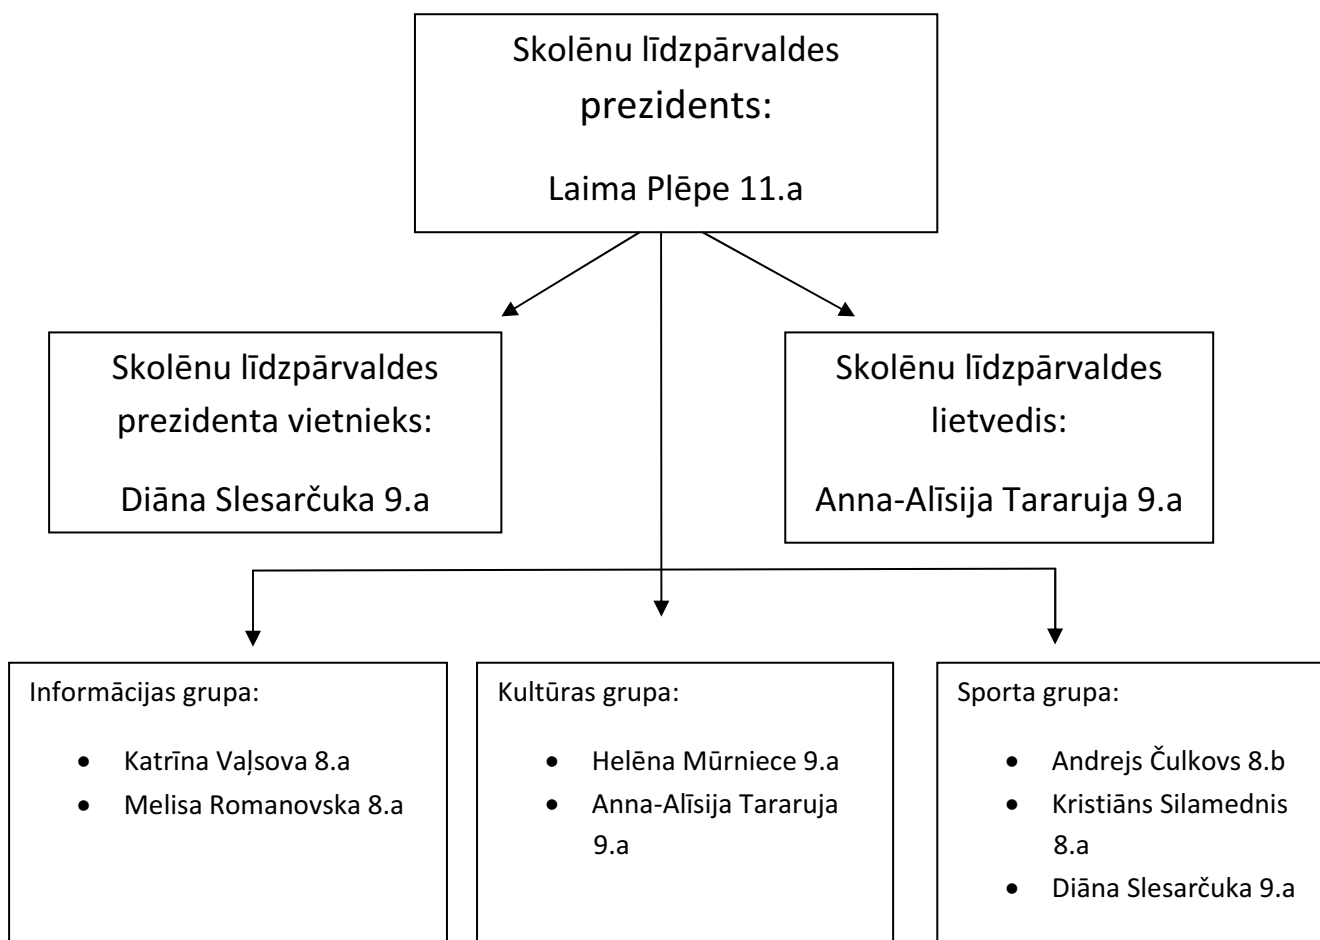 Skolēnu līdzpārvaldes
prezidents:
Laima Plēpe 11.a
Skolēnu līdzpārvaldes
prezidenta vietnieks:
Diāna Slesarčuka 9.a
Skolēnu līdzpārvaldes
lietvedis:
Anna-Alīsija Tararuja 9.a
Informācijas grupa:
• Katrīna Vaļsova 8.a
• Melisa Romanovska 8.a
Kultūras grupa:
• Helēna Mūrniece 9.a
• Anna-Alīsija Tararuja
9.a
Sporta grupa:
• Andrejs Čulkovs 8.b
• Kristiāns Silamednis
8.a
• Diāna Slesarčuka 9.a